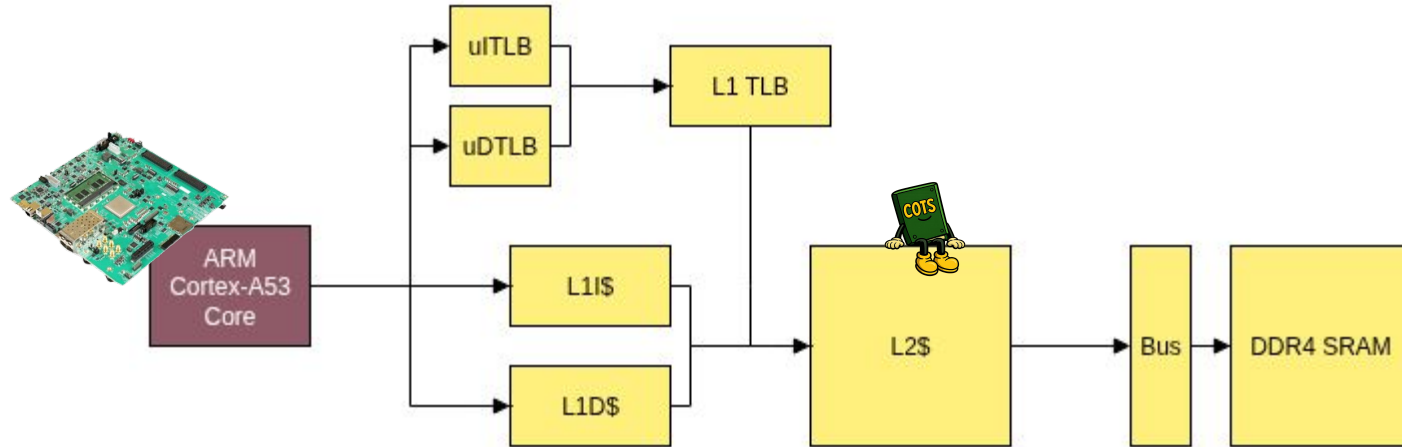 uITLB
L1 TLB
uDTLB
COTS
ARM
Cortex-A53
Core
L1I$
L2$
Bus
DDR4 SRAM
L1D$